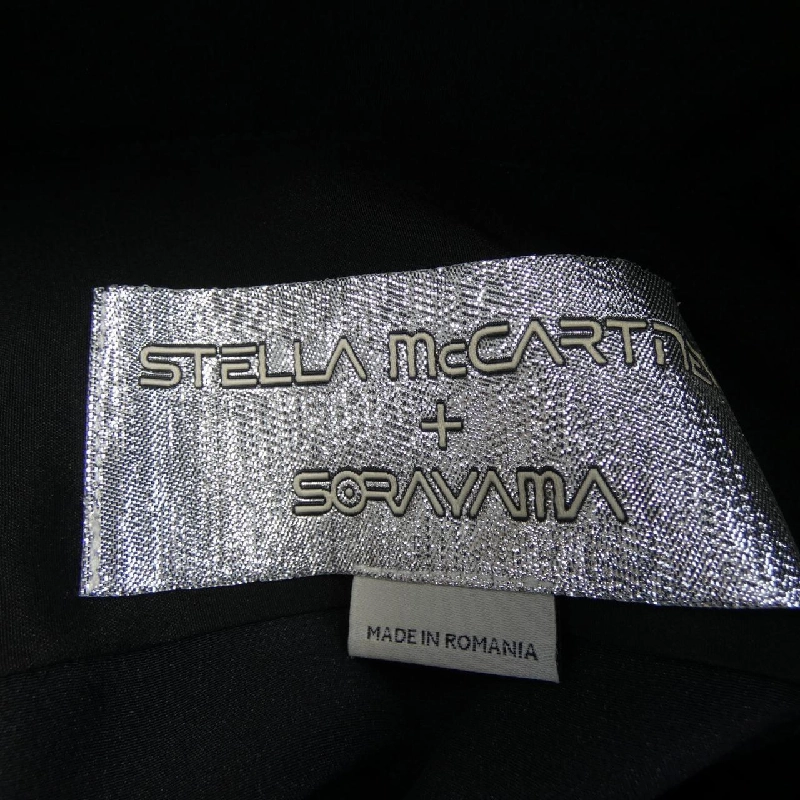 STELLA McCARTNEY
+
SORAYAMA
MADE IN ROMANIA